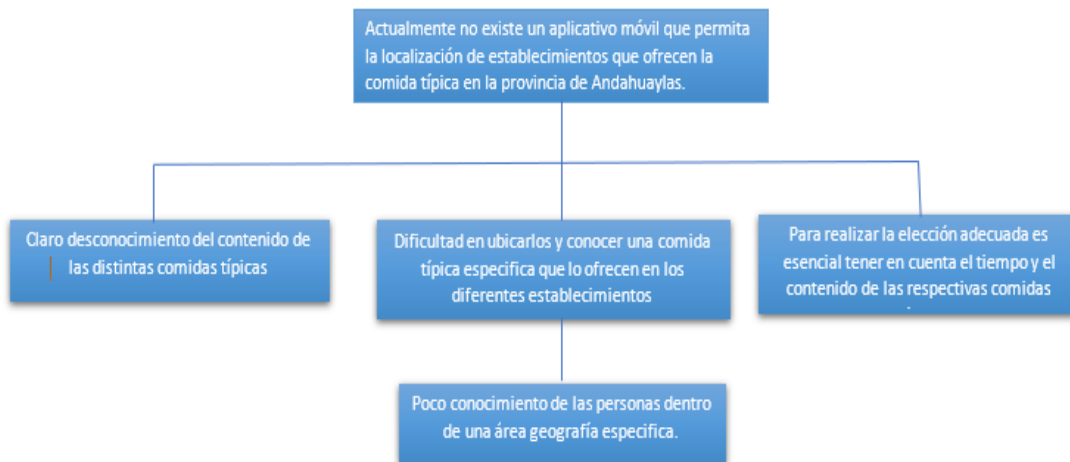 Actualmente no existe un aplicativo móvil que permita
la localización de establecimientos que ofrecen la
comida típica en la provincia de Andahuaylas.
Claro desconocimiento del contenido de
las distintas comidas típicas
Dificultad en ubicarlos y conocer una comida
típica especifica que lo ofrecen en los
diferentes establecimientos
Para realizar la elección adecuada es
esencial tener en cuenta el tiempo y el
contenido de las respectivas comidas
Poco conocimiento de las personas dentro
de una área geografía especifica.